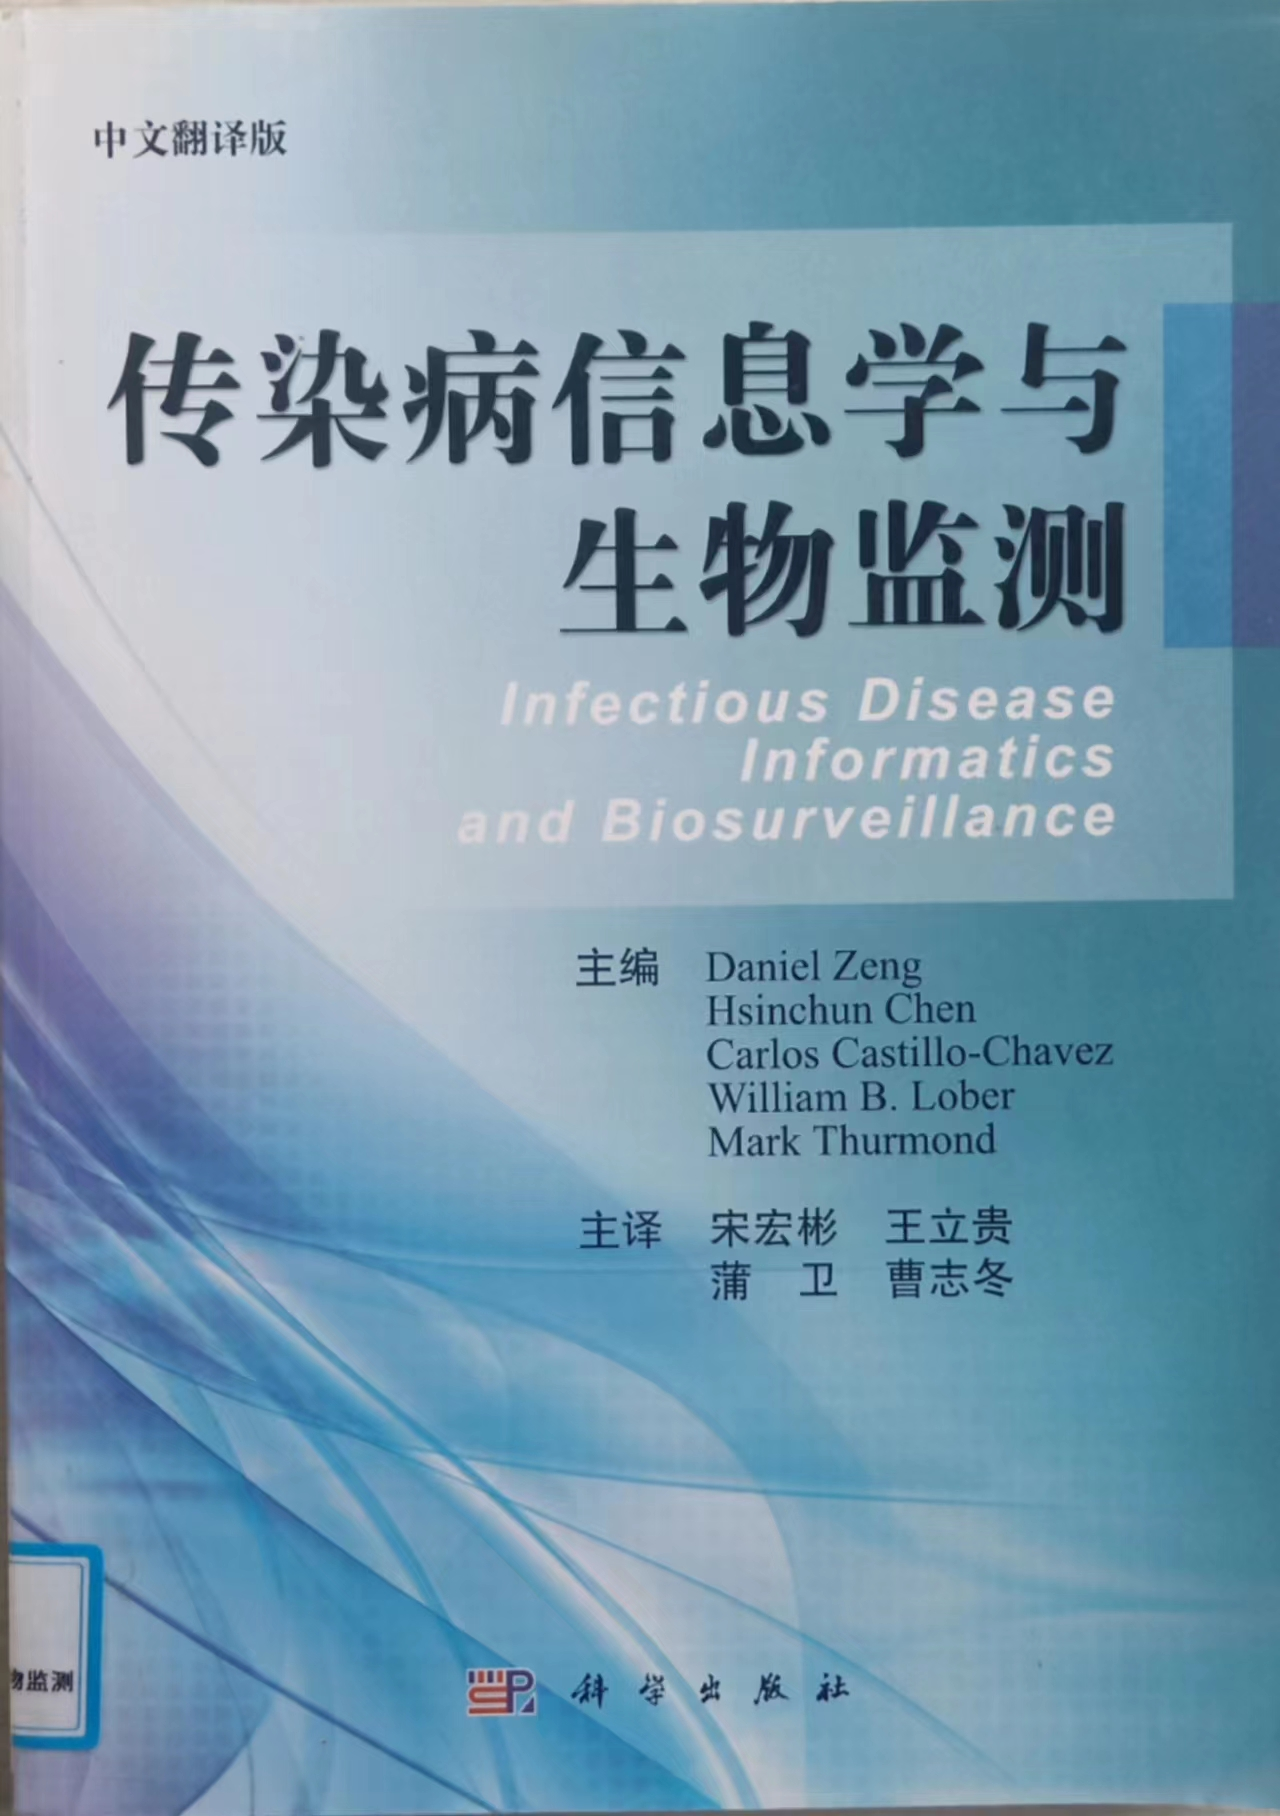 中文翻译版
传染病信息学与
生物监测
Infectious Disease
Informatics
and Biosurveillance
主编 Daniel Zeng
Hsinchun Chen
Carlos Castillo-Chavez
William B. Lober
Mark Thurmond
主译 宋宏彬 王立贵
蒲 卫 曹志冬
物监测
科学出版社